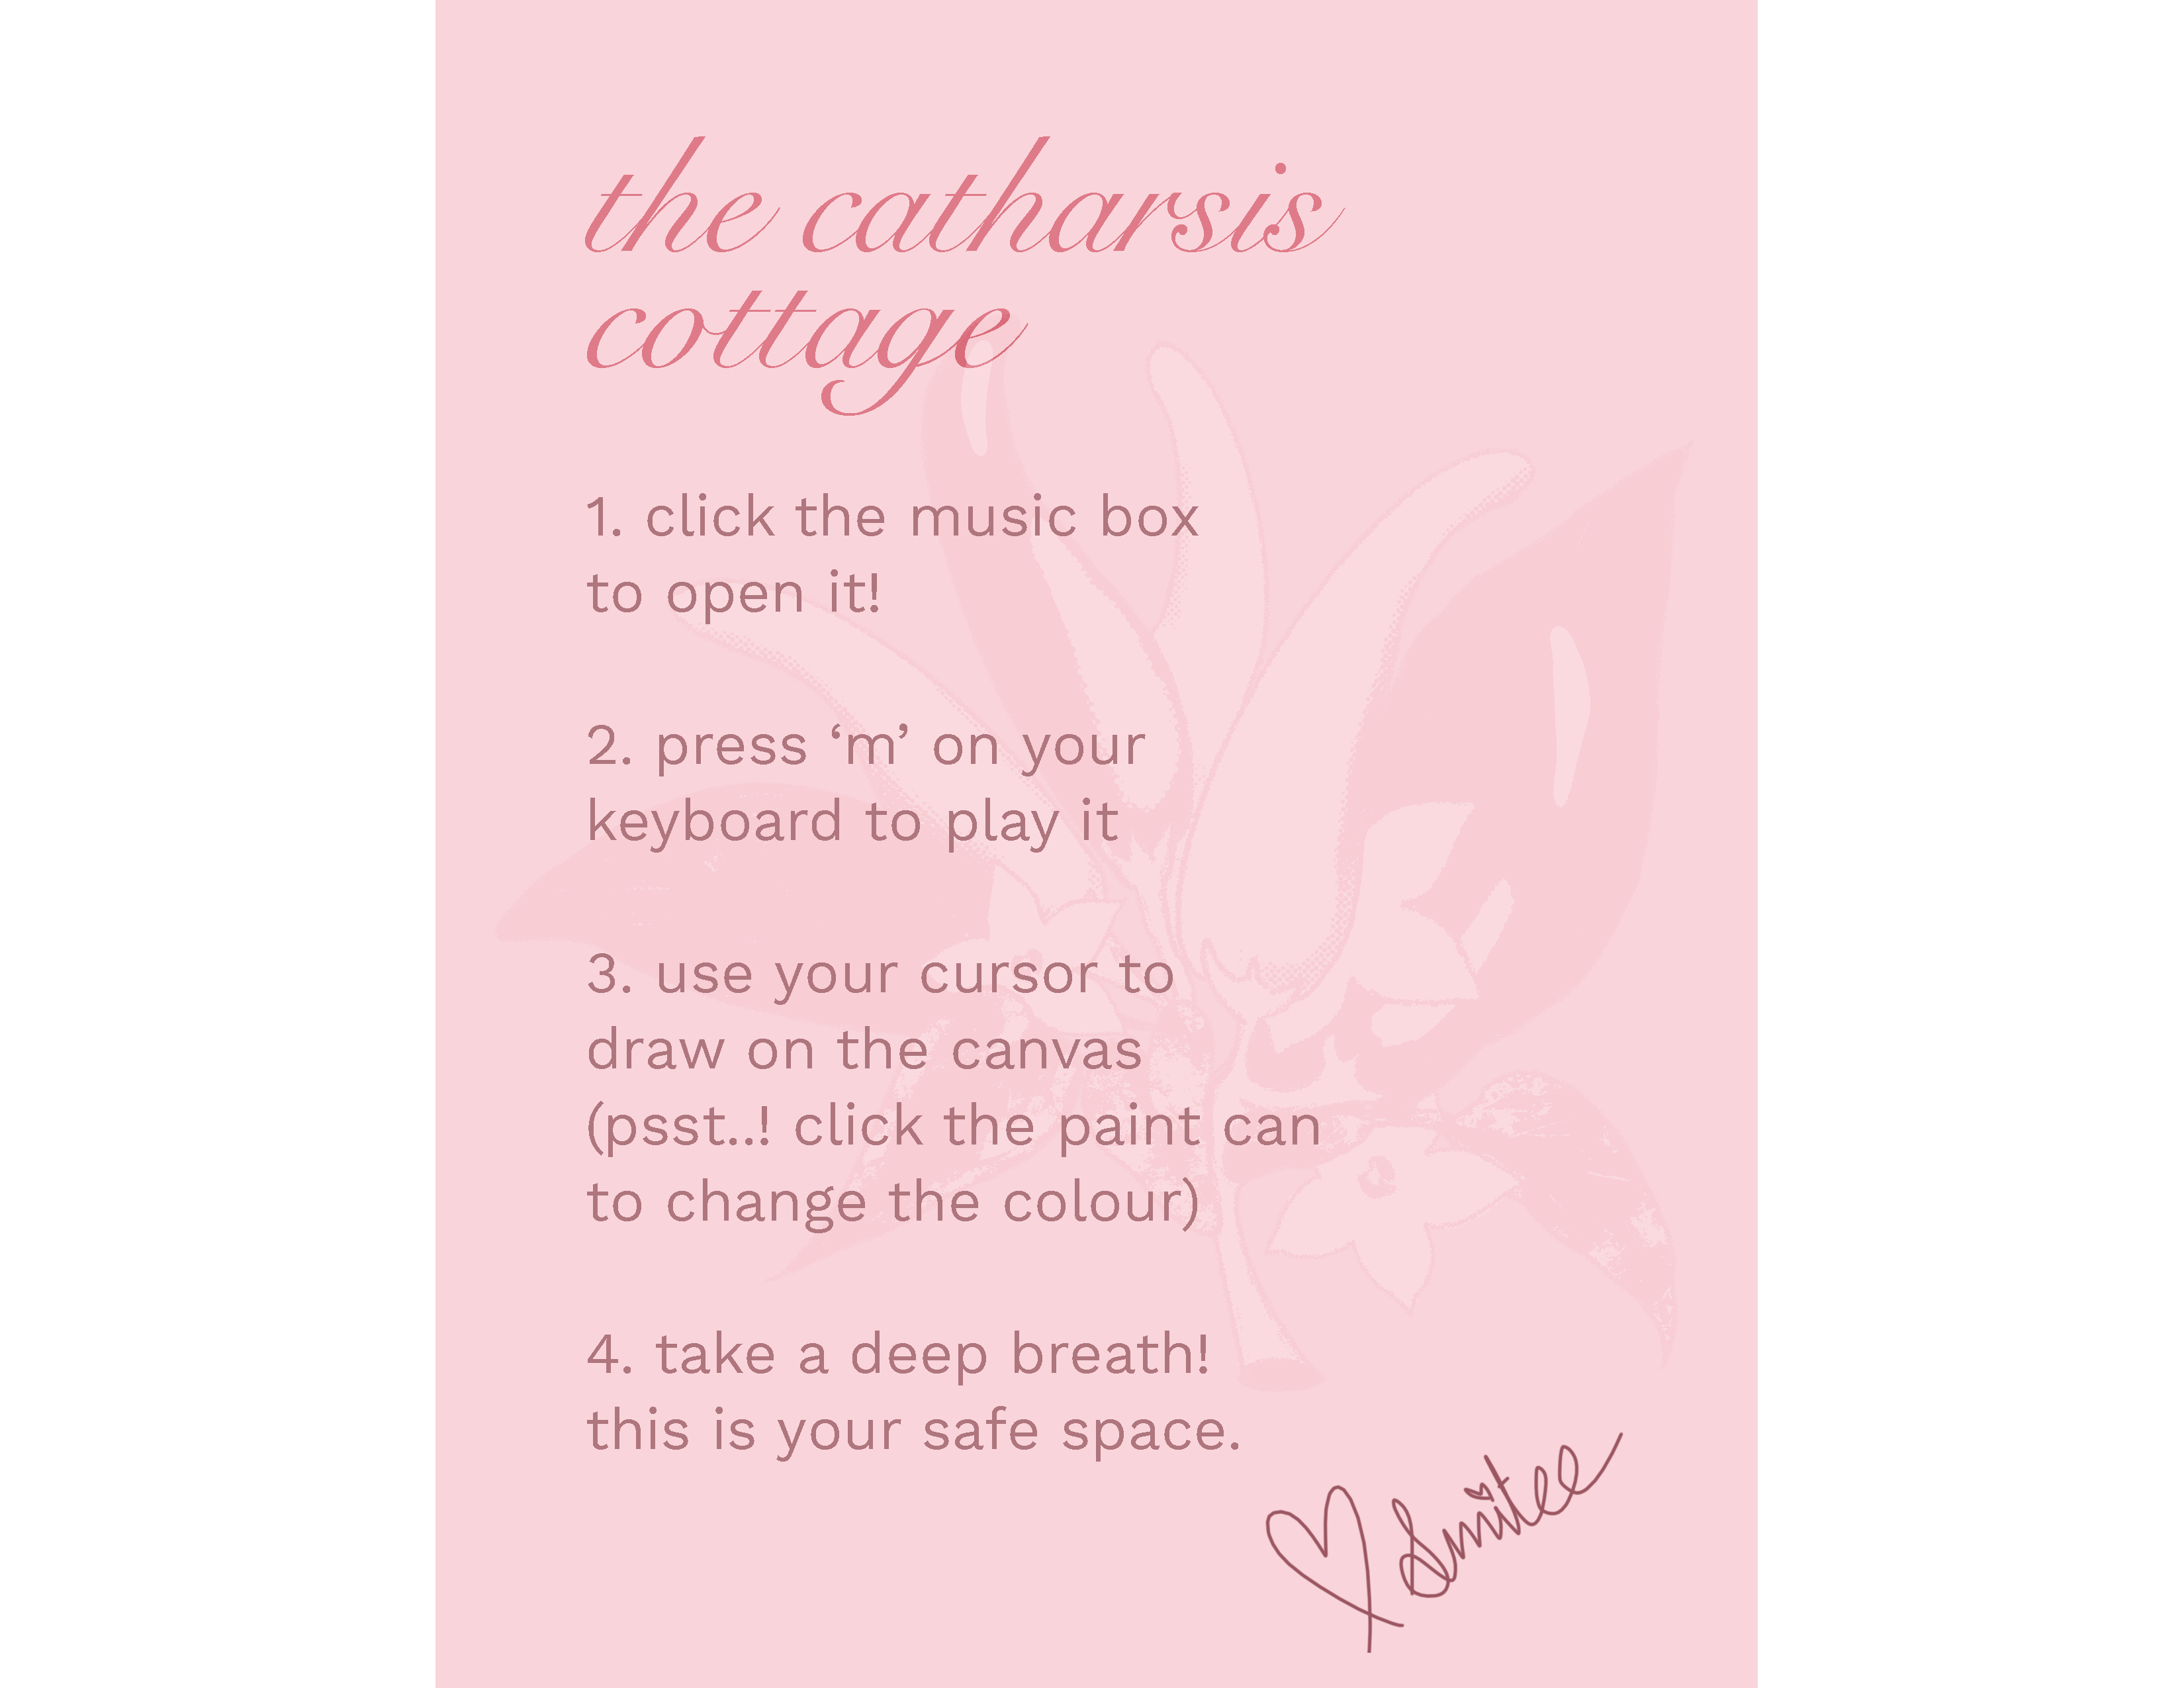 the catharsis
cottage
1. click the music box
to open it!
2. press ‘m’ on your
keyboard to play it
3. use your cursor to
draw on the canvas
(psst..! click the paint can
to change the colour)
4. take a deep breath!
this is your safe space.
Smitee